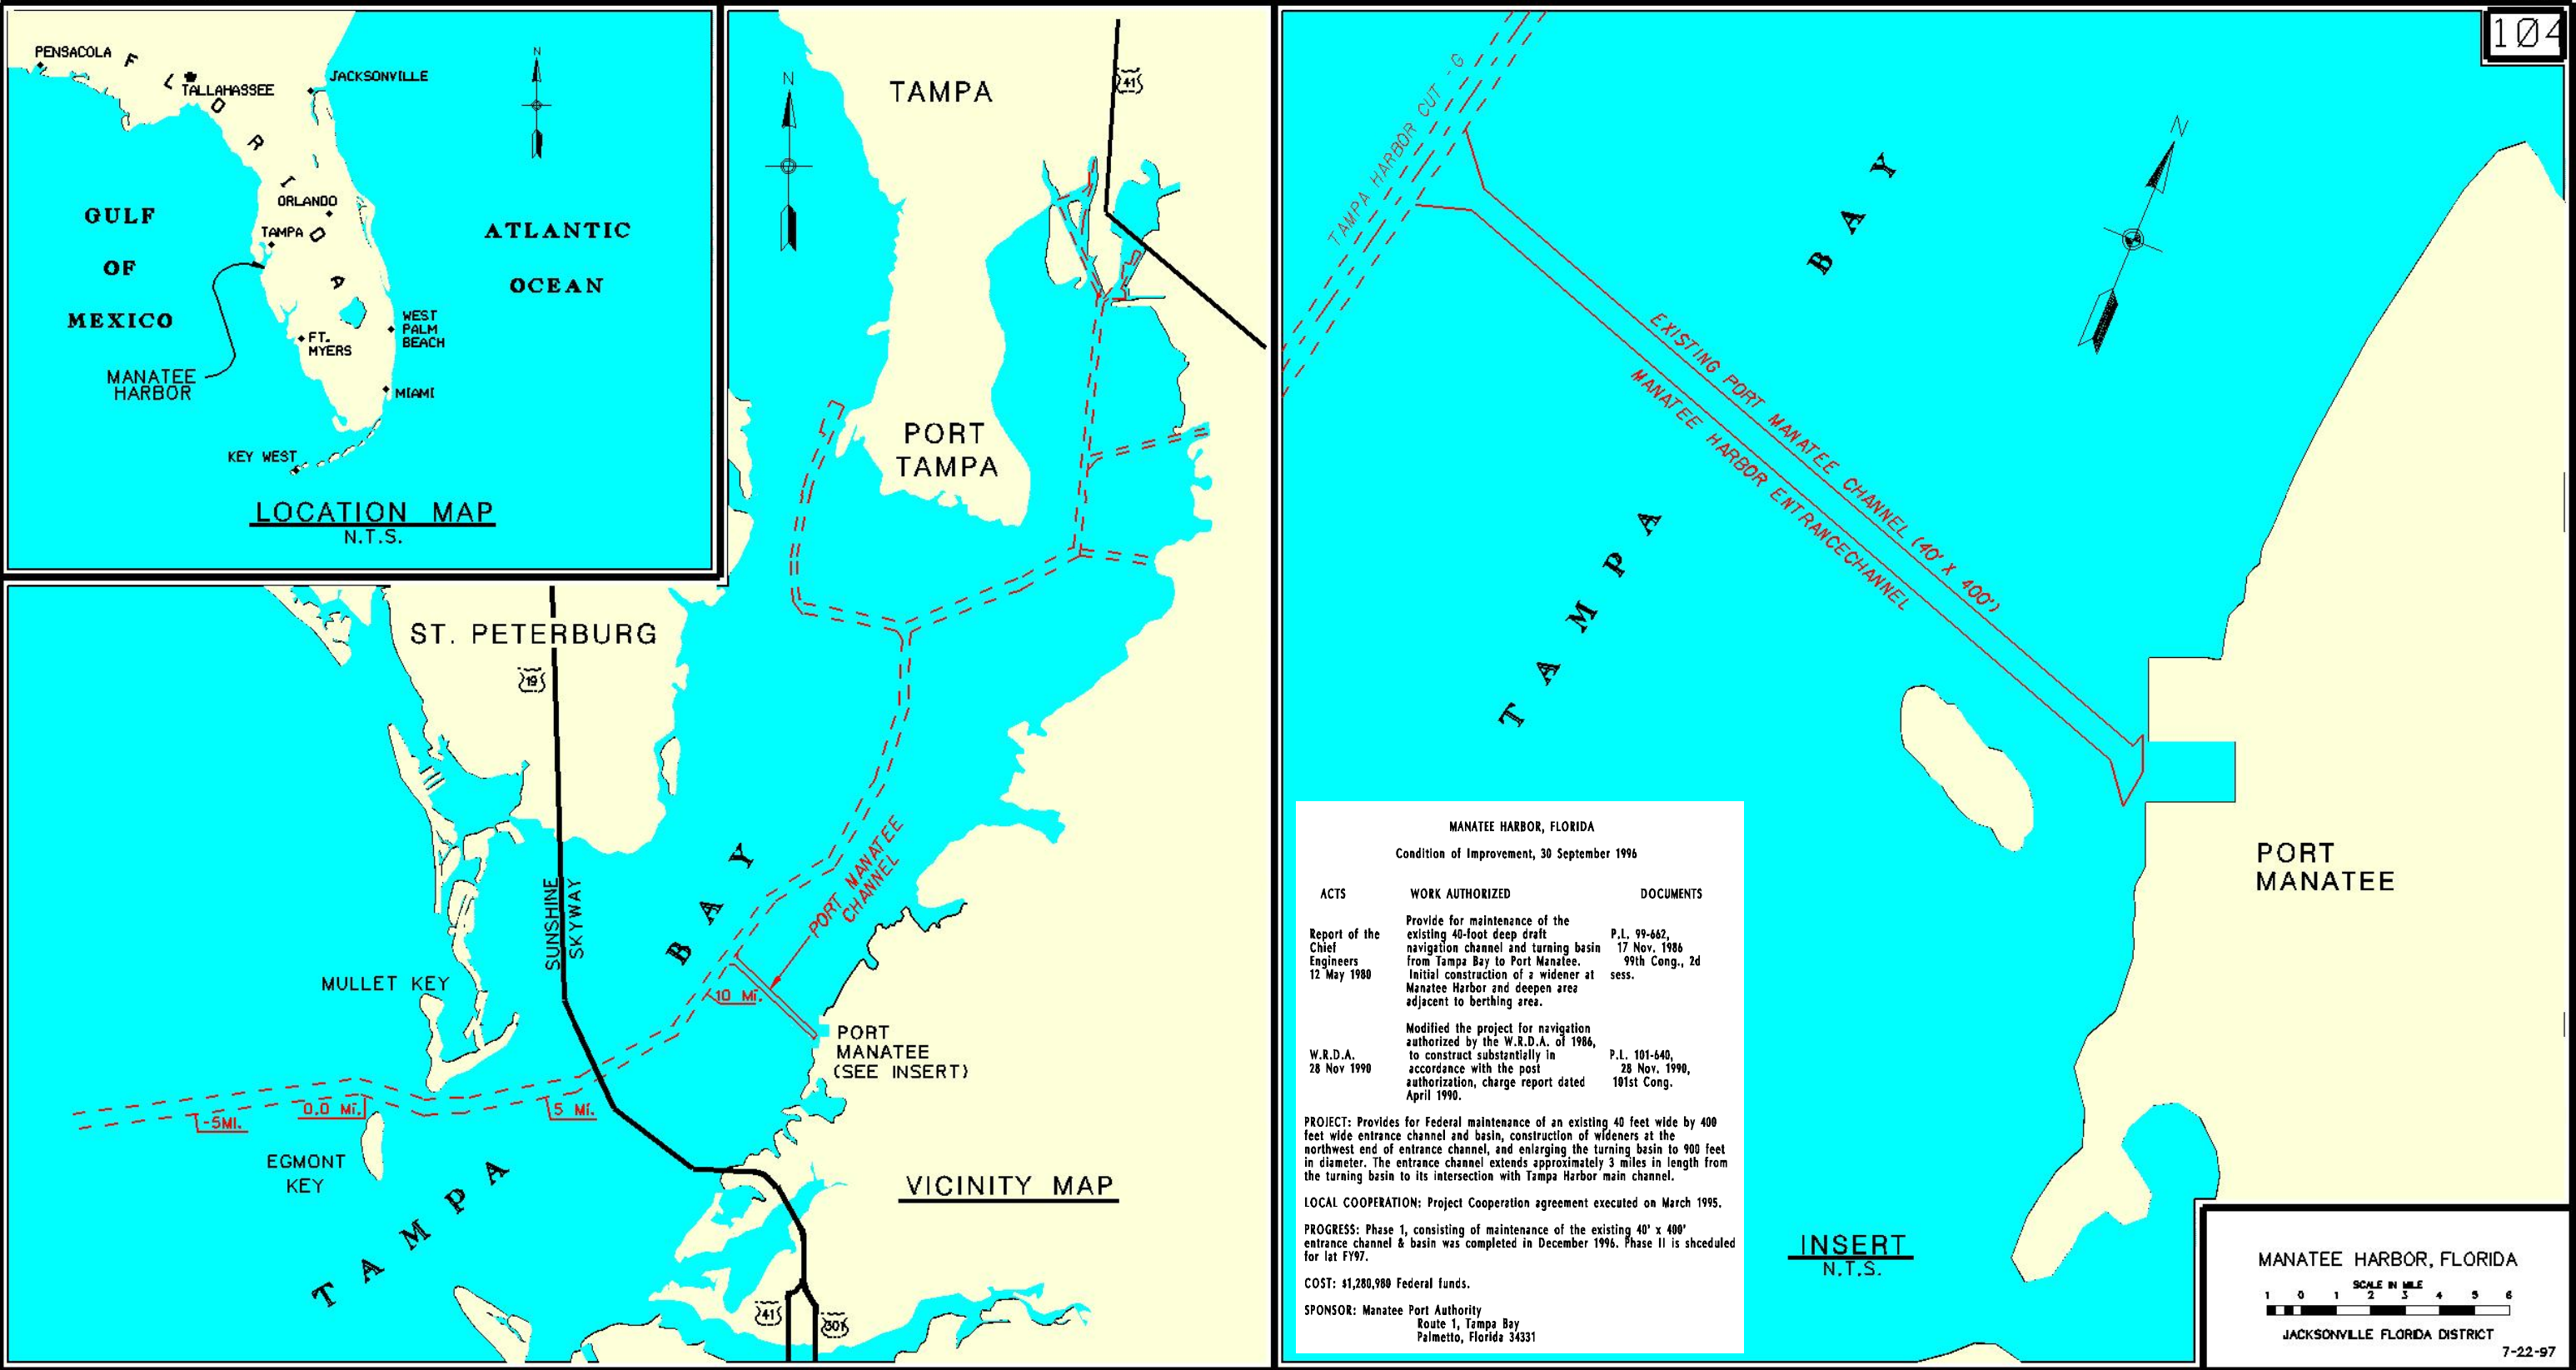 PENSACOLA
F L O R I D A
TALLAHASSEE
JACKSONVILLE
N
ORLANDO
TAMPA
GULF
OF
MEXICO
ATLANTIC
OCEAN
WEST
PALM
BEACH
FT.
MYERS
MANATEE
HARBOR
MIAMI
KEY WEST
LOCATION MAP
N.T.S.
N
TAMPA
41
PORT
TAMPA
ST. PETERBURG
19
SUNSHINE
SKYWAY
MULLET KEY
PORT MANATEE
CHANNEL
10 Mi.
PORT
MANATEE
(SEE INSERT)
-5MI.
0.0 Mi.
5 Mi.
EGMONT
KEY
TAMPA BAY
VICINITY MAP
41
301
104
TAMPA HARBOR CUT - G
N
TAMPA BAY
EXISTING PORT MANATEE CHANNEL (40' X 400')
MANATEE HARBOR ENTRANCECHANNEL
PORT
MANATEE
MANATEE HARBOR, FLORIDA
Condition of Improvement, 30 September 1996
ACTS WORK AUTHORIZED DOCUMENTS
Provide for maintenance of the
Report of the existing 40-foot deep draft P.L. 99-662,
Chief navigation channel and turning basin 17 Nov. 1986
Engineers from Tampa Bay to Port Manatee. 99th Cong., 2d
12 May 1980 Initial construction of a widener at sess.
Manatee Harbor and deepen area
adjacent to berthing area.
Modified the project for navigation
authorized by the W.R.D.A. of 1986,
W.R.D.A. to construct substantially in P.L. 101-640,
28 Nov 1990 accordance with the post 28 Nov. 1990,
authorization, charge report dated 101st Cong.
April 1990.
PROJECT: Provides for Federal maintenance of an existing 40 feet wide by 400
feet wide entrance channel and basin, construction of wideners at the
northwest end of entrance channel, and enlarging the turning basin to 900 feet
in diameter. The entrance channel extends approximately 3 miles in length from
the turning basin to its intersection with Tampa Harbor main channel.
LOCAL COOPERATION: Project Cooperation agreement executed on March 1995.
PROGRESS: Phase 1, consisting of maintenance of the existing 40' x 400'
entrance channel & basin was completed in December 1996. Phase II is shceduled
for lat FY97.
COST: $1,280,980 Federal funds.
SPONSOR: Manatee Port Authority
Route 1, Tampa Bay
Palmetto, Florida 34331
INSERT
N.T.S.
MANATEE HARBOR, FLORIDA
SCALE IN MILE
1 0 1 2 3 4 5 6
JACKSONVILLE FLORIDA DISTRICT
7-22-97